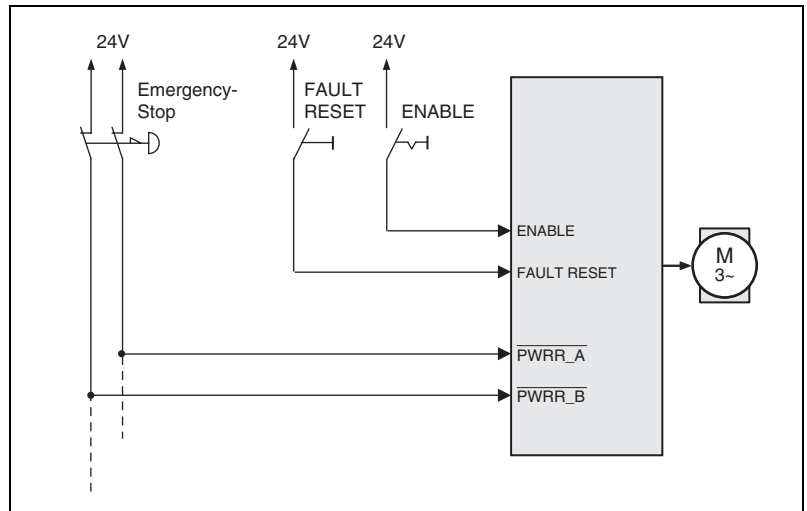 24V
24V
24V
Emergency-
Stop
FAULT
RESET
ENABLE
ENABLE
FAULT RESET
PWRR_A
PWRR_B
M
3~